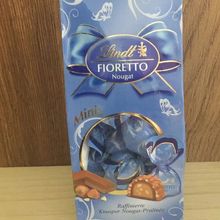 Lindt
FIORETTO
Nougat
Minis
Raffinierte
Knusper Nougat-Pralinés